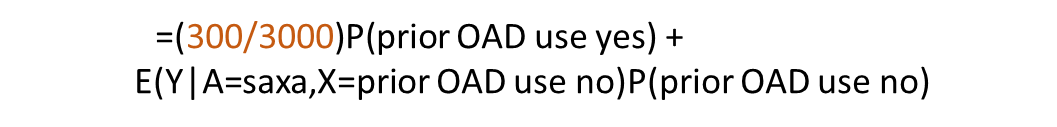 =(300/3000)P(prior OAD use yes) +
E(Y|A=saxa,X=prior OAD use no)P(prior OAD use no)